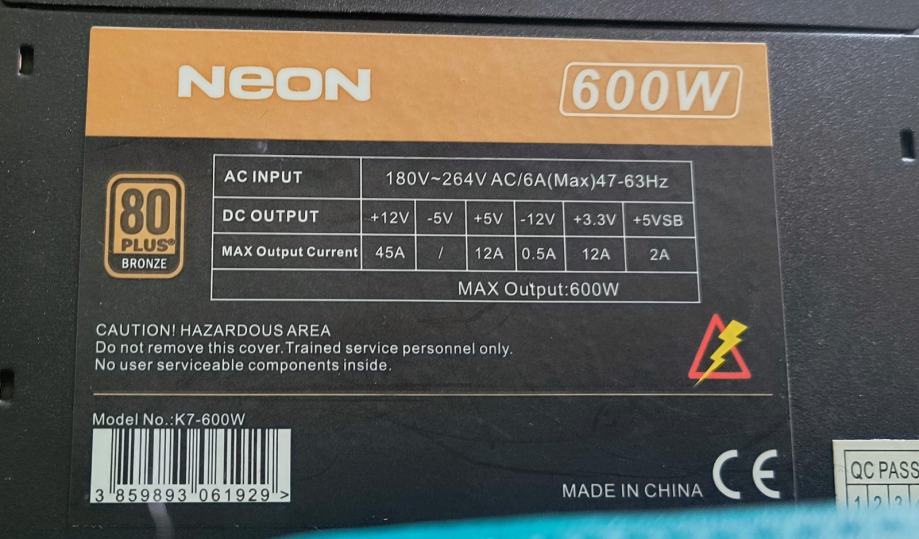 NEON
600W
80
PLUS®
BRONZE
AC INPUT 180V~264V AC/6A(Max)47-63Hz
DC OUTPUT +12V -5V +5V -12V +3.3V +5VSB
MAX Output Current 45A / 12A 0.5A 12A 2A
MAX Output:600W
CAUTION! HAZARDOUS AREA
Do not remove this cover.Trained service personnel only.
No user serviceable components inside.
Model No.:K7-600W
3 859893 061929 >
MADE IN CHINA CE
QC PASS
1 2 3